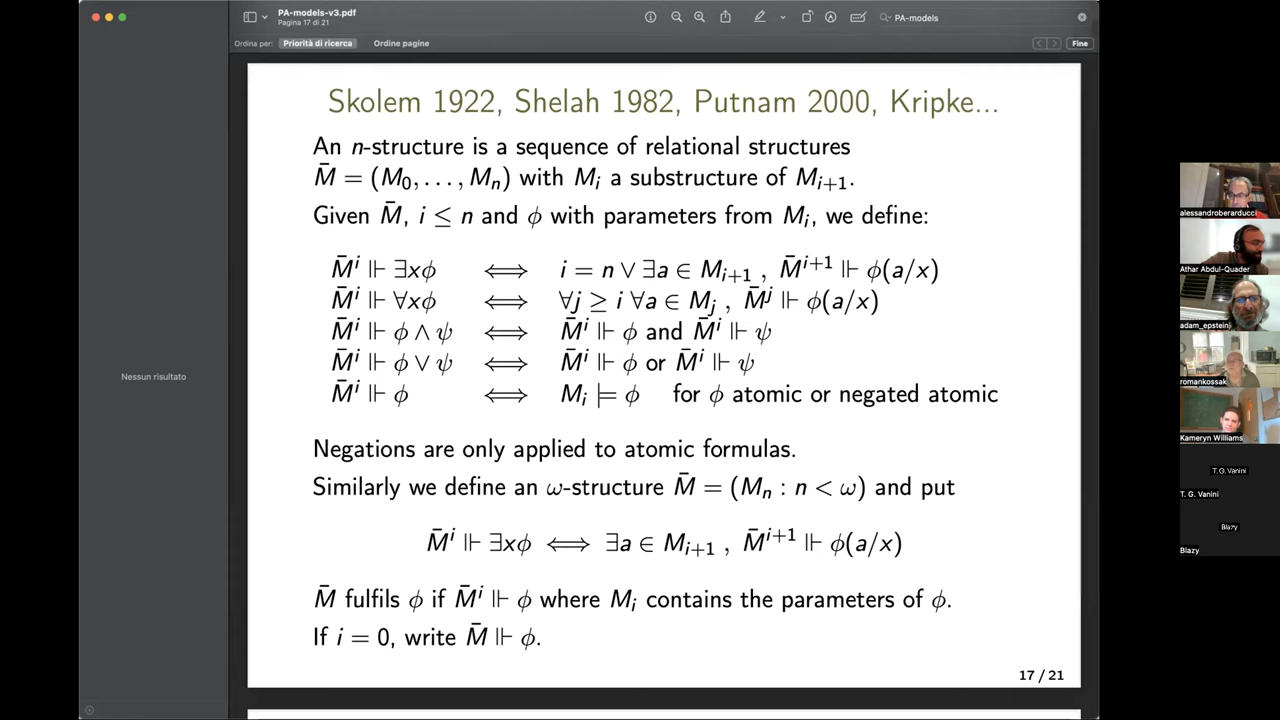 PA-models-v3.pdf
Pagina 17 di 21
PA-models
Ordina per: Priorità di ricerca Ordine pagine
Fine
Nessun risultato
Skolem 1922, Shelah 1982, Putnam 2000, Kripke...
An n-structure is a sequence of relational structures
M̄ = (M₀, . . . , Mₙ) with Mᵢ a substructure of Mᵢ₊₁.
Given M̄, i ≤ n and ϕ with parameters from Mᵢ, we define:
M̄ⁱ ⊩ ∃xϕ ⟺ i = n ∨ ∃a ∈ Mᵢ₊₁ , M̄ⁱ⁺¹ ⊩ ϕ(a/x)
M̄ⁱ ⊩ ∀xϕ ⟺ ∀j ≥ i ∀a ∈ Mⱼ , M̄ʲ ⊩ ϕ(a/x)
M̄ⁱ ⊩ ϕ ∧ ψ ⟺ M̄ⁱ ⊩ ϕ and M̄ⁱ ⊩ ψ
M̄ⁱ ⊩ ϕ ∨ ψ ⟺ M̄ⁱ ⊩ ϕ or M̄ⁱ ⊩ ψ
M̄ⁱ ⊩ ϕ ⟺ Mᵢ ⊨ ϕ for ϕ atomic or negated atomic
Negations are only applied to atomic formulas.
Similarly we define an ω-structure M̄ = (Mₙ : n < ω) and put
M̄ⁱ ⊩ ∃xϕ ⟺ ∃a ∈ Mᵢ₊₁ , M̄ⁱ⁺¹ ⊩ ϕ(a/x)
M̄ fulfils ϕ if M̄ⁱ ⊩ ϕ where Mᵢ contains the parameters of ϕ.
If i = 0, write M̄ ⊩ ϕ.
17 / 21
alessandroberarducci
Athar Abdul-Quader
adam_epstein
romankossak
Kameryn Williams
T. G. Vanini
T. G. Vanini
Blazy
Blazy